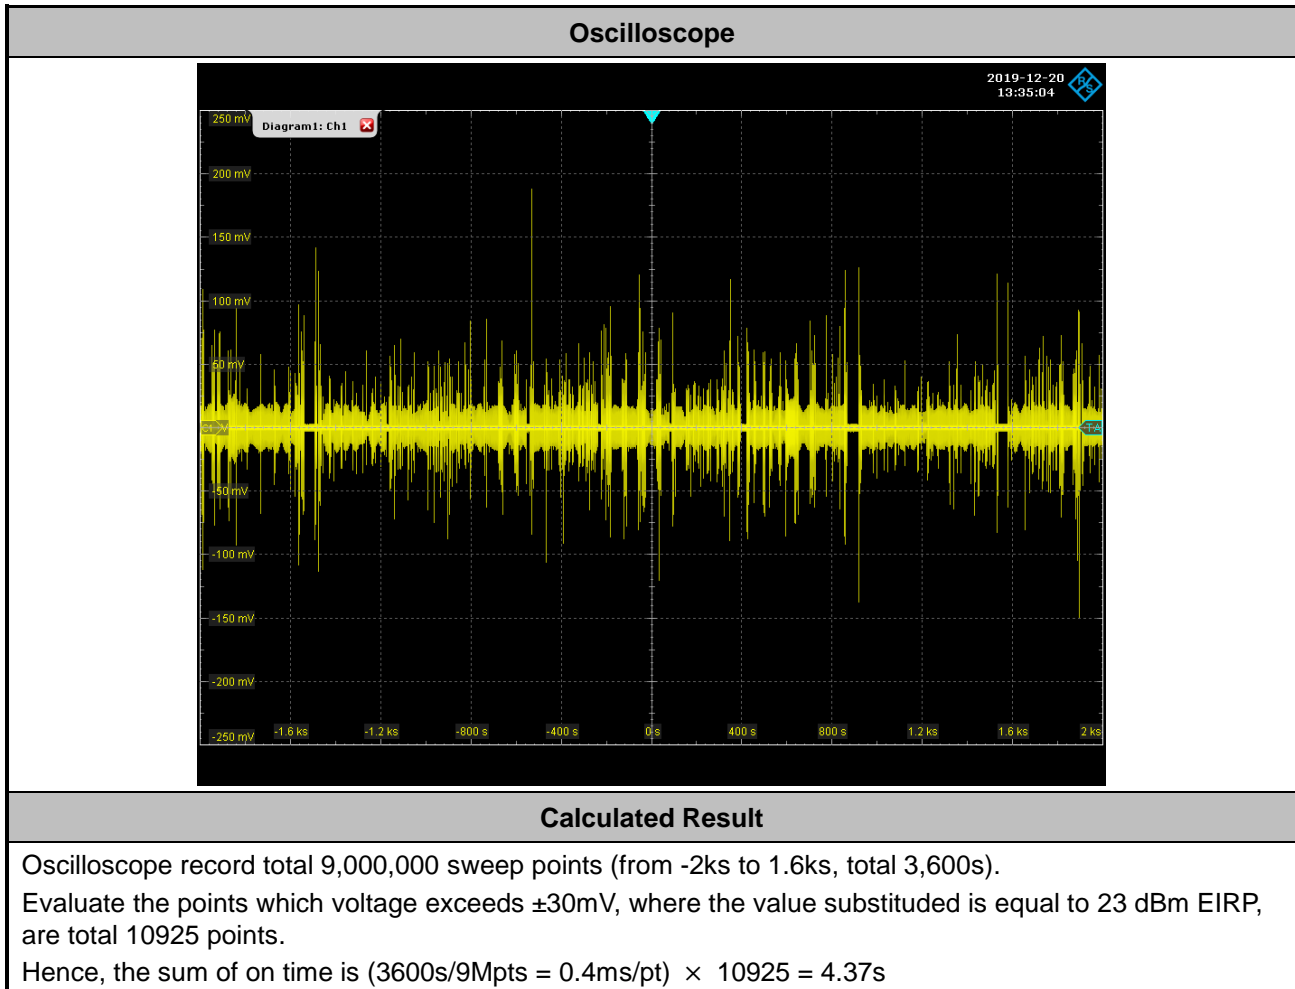 Oscilloscope
2019-12-20
13:35:04
R&S
250 mV
Diagram1: Ch1
200 mV
150 mV
100 mV
50 mV
C1
TA
-50 mV
-100 mV
-150 mV
-200 mV
-250 mV
-1.6 ks -1.2 ks -800 s -400 s 0 s 400 s 800 s 1.2 ks 1.6 ks 2 ks
Calculated Result
Oscilloscope record total 9,000,000 sweep points (from -2ks to 1.6ks, total 3,600s).
Evaluate the points which voltage exceeds ±30mV, where the value substituded is equal to 23 dBm EIRP,
are total 10925 points.
Hence, the sum of on time is (3600s/9Mpts = 0.4ms/pt) × 10925 = 4.37s